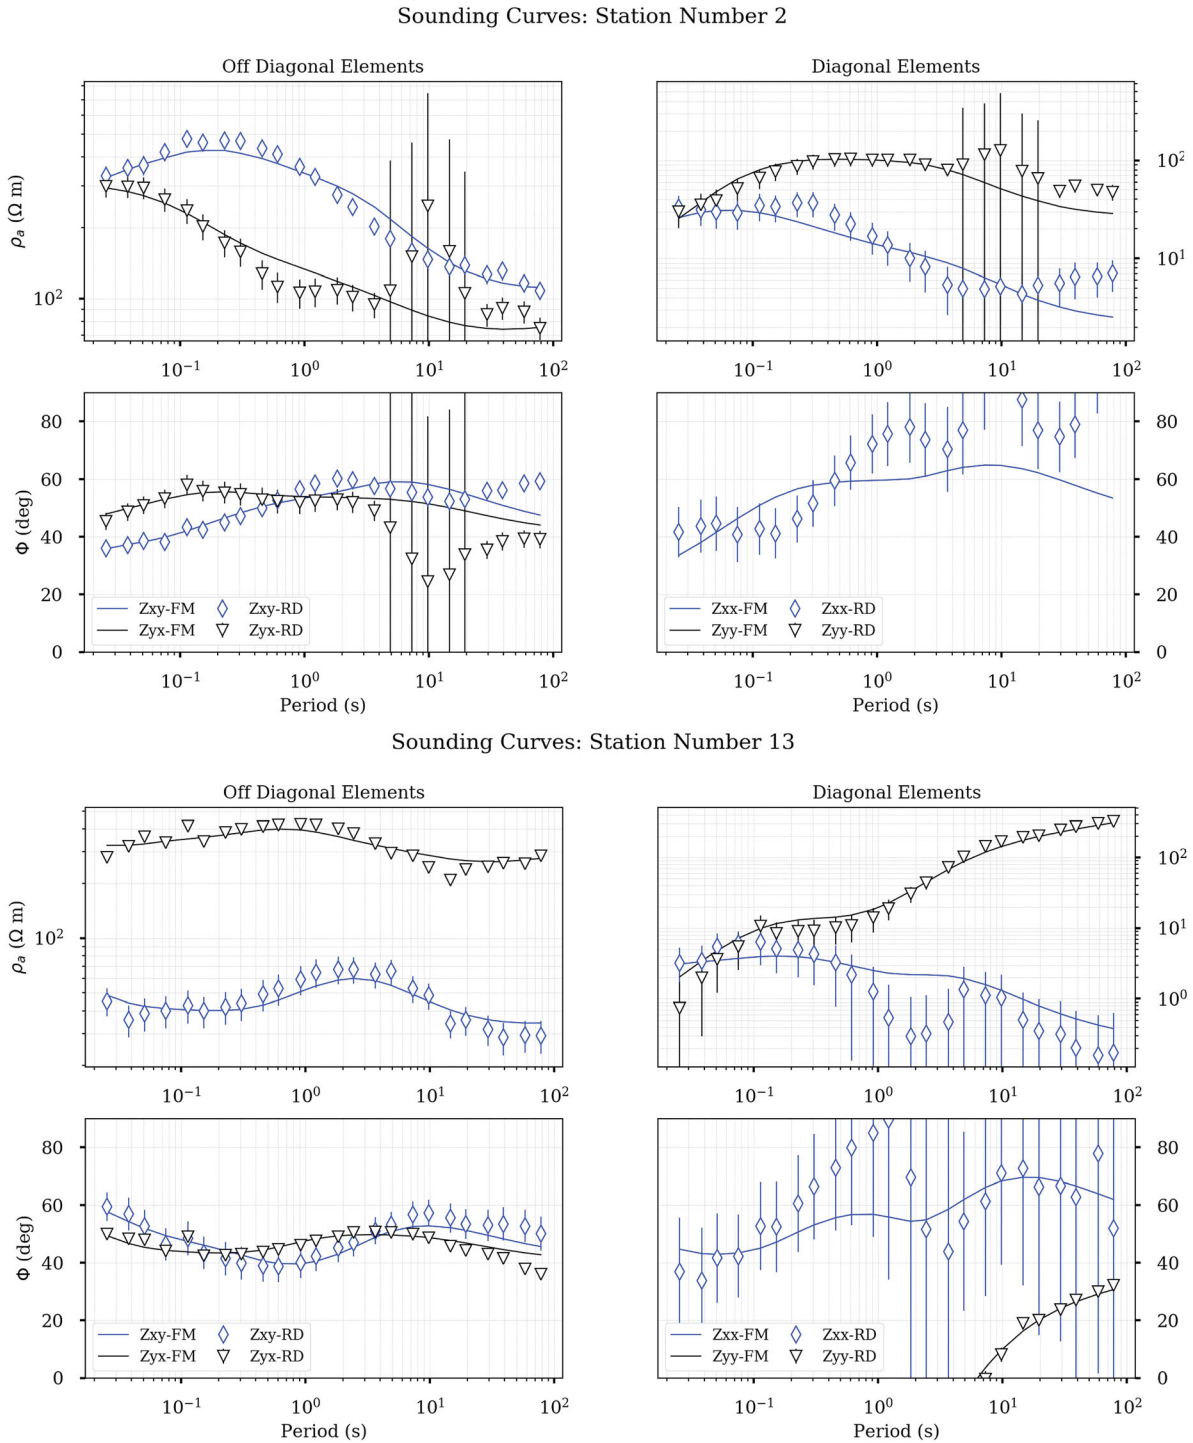 Sounding Curves: Station Number 2
Off Diagonal Elements
Diagonal Elements
ρₐ (Ω m)
10²
10²
10¹
10⁻¹ 10⁰ 10¹ 10²
10⁻¹ 10⁰ 10¹ 10²
Φ (deg)
80
60
40
20
0
80
60
40
20
0
Zxy-FM Zxy-RD
Zyx-FM Zyx-RD
Zxx-FM Zxx-RD
Zyy-FM Zyy-RD
10⁻¹ 10⁰ 10¹ 10²
10⁻¹ 10⁰ 10¹ 10²
Period (s)
Period (s)
Sounding Curves: Station Number 13
Off Diagonal Elements
Diagonal Elements
ρₐ (Ω m)
10²
10²
10¹
10⁰
10⁻¹ 10⁰ 10¹ 10²
10⁻¹ 10⁰ 10¹ 10²
Φ (deg)
80
60
40
20
0
80
60
40
20
0
Zxy-FM Zxy-RD
Zyx-FM Zyx-RD
Zxx-FM Zxx-RD
Zyy-FM Zyy-RD
10⁻¹ 10⁰ 10¹ 10²
10⁻¹ 10⁰ 10¹ 10²
Period (s)
Period (s)